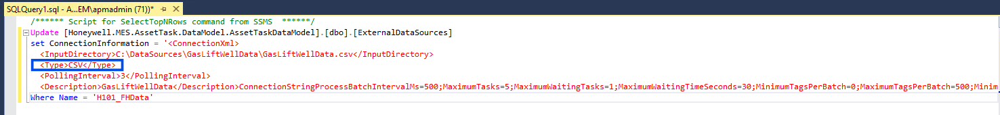 SQLQuery1.sql - A...EM\apmadmin (71))*
/****** Script for SelectTopNRows command from SSMS  ******/
Update [Honeywell.MES.AssetTask.DataModel.AssetTaskDataModel].[dbo].[ExternalDataSources]
set ConnectionInformation = '<ConnectionXml>
  <InputDirectory>C:\DataSources\GasLiftWellData\GasLiftWellData.csv</InputDirectory>
  <Type>CSV</Type>
  <PollingInterval>3</PollingInterval>
  <Description>GasLiftWellData</Description>ConnectionStringProcessBatchIntervalMs=500;MaximumTasks=5;MaximumWaitingTasks=1;MaximumWaitingTimeSeconds=30;MinimumTagsPerBatch=0;MaximumTagsPerBatch=500;Minim
Where Name = 'H101_FHData'